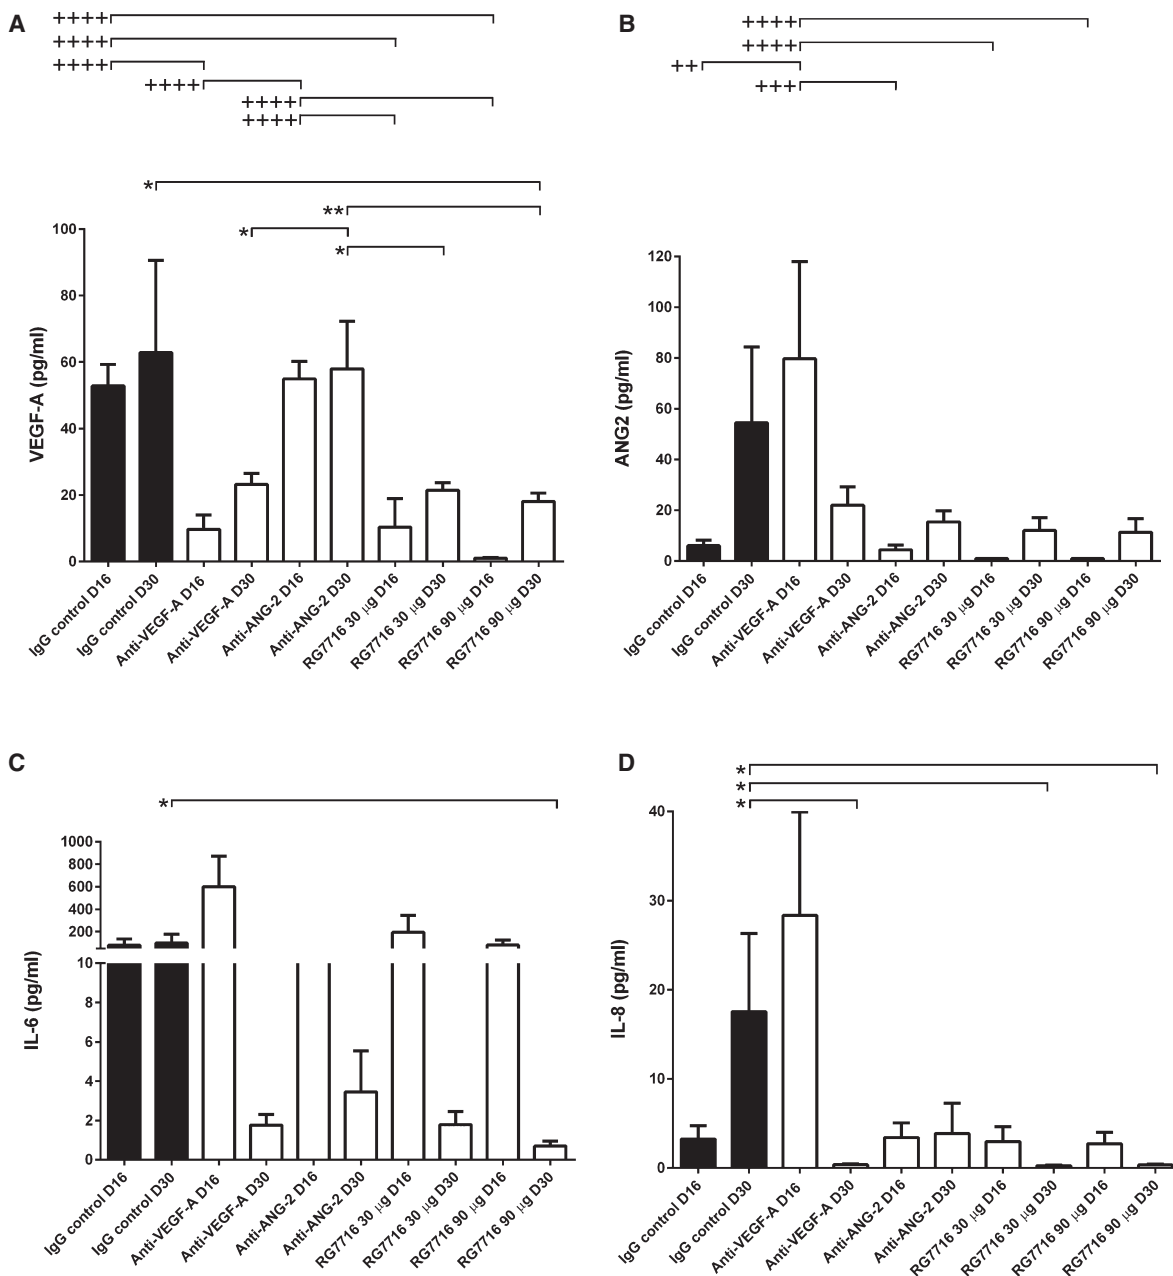 A
++++
++++
++++
++++
++++
++++
*
**
*
*
VEGF-A (pg/ml)
100
80
60
40
20
0
IgG control D16
IgG control D30
Anti-VEGF-A D16
Anti-VEGF-A D30
Anti-ANG-2 D16
Anti-ANG-2 D30
RG7716 30 µg D16
RG7716 30 µg D30
RG7716 90 µg D16
RG7716 90 µg D30
B
++++
++++
++
+++
ANG2 (pg/ml)
120
100
80
60
40
20
0
IgG control D16
IgG control D30
Anti-VEGF-A D16
Anti-VEGF-A D30
Anti-ANG-2 D16
Anti-ANG-2 D30
RG7716 30 µg D16
RG7716 30 µg D30
RG7716 90 µg D16
RG7716 90 µg D30
C
*
IL-6 (pg/ml)
1000
800
600
400
200
10
8
6
4
2
0
IgG control D16
IgG control D30
Anti-VEGF-A D16
Anti-VEGF-A D30
Anti-ANG-2 D16
Anti-ANG-2 D30
RG7716 30 µg D16
RG7716 30 µg D30
RG7716 90 µg D16
RG7716 90 µg D30
D
*
*
*
IL-8 (pg/ml)
40
30
20
10
0
IgG control D16
IgG control D30
Anti-VEGF-A D16
Anti-VEGF-A D30
Anti-ANG-2 D16
Anti-ANG-2 D30
RG7716 30 µg D16
RG7716 30 µg D30
RG7716 90 µg D16
RG7716 90 µg D30